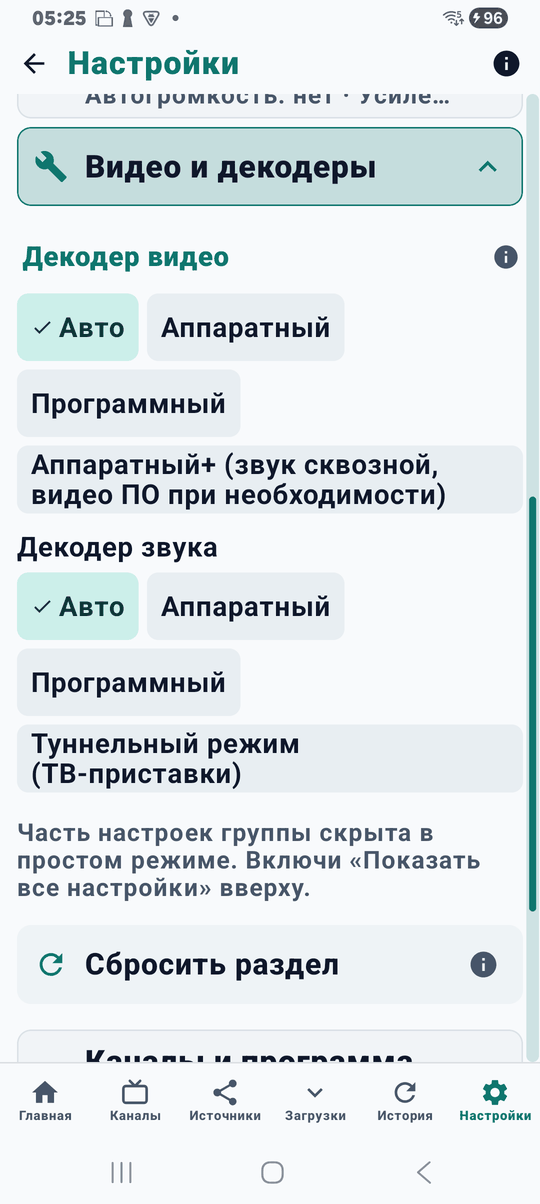 05:25
96
Настройки
Автогромкость: нет · Усиле...
Видео и декодеры
Декодер видео
Авто
Аппаратный
Программный
Аппаратный+ (звук сквозной,
видео ПО при необходимости)
Декодер звука
Авто
Аппаратный
Программный
Туннельный режим
(ТВ-приставки)
Часть настроек группы скрыта в
простом режиме. Включи «Показать
все настройки» вверху.
Сбросить раздел
Каналы и программа
Главная
Каналы
Источники
Загрузки
История
Настройки